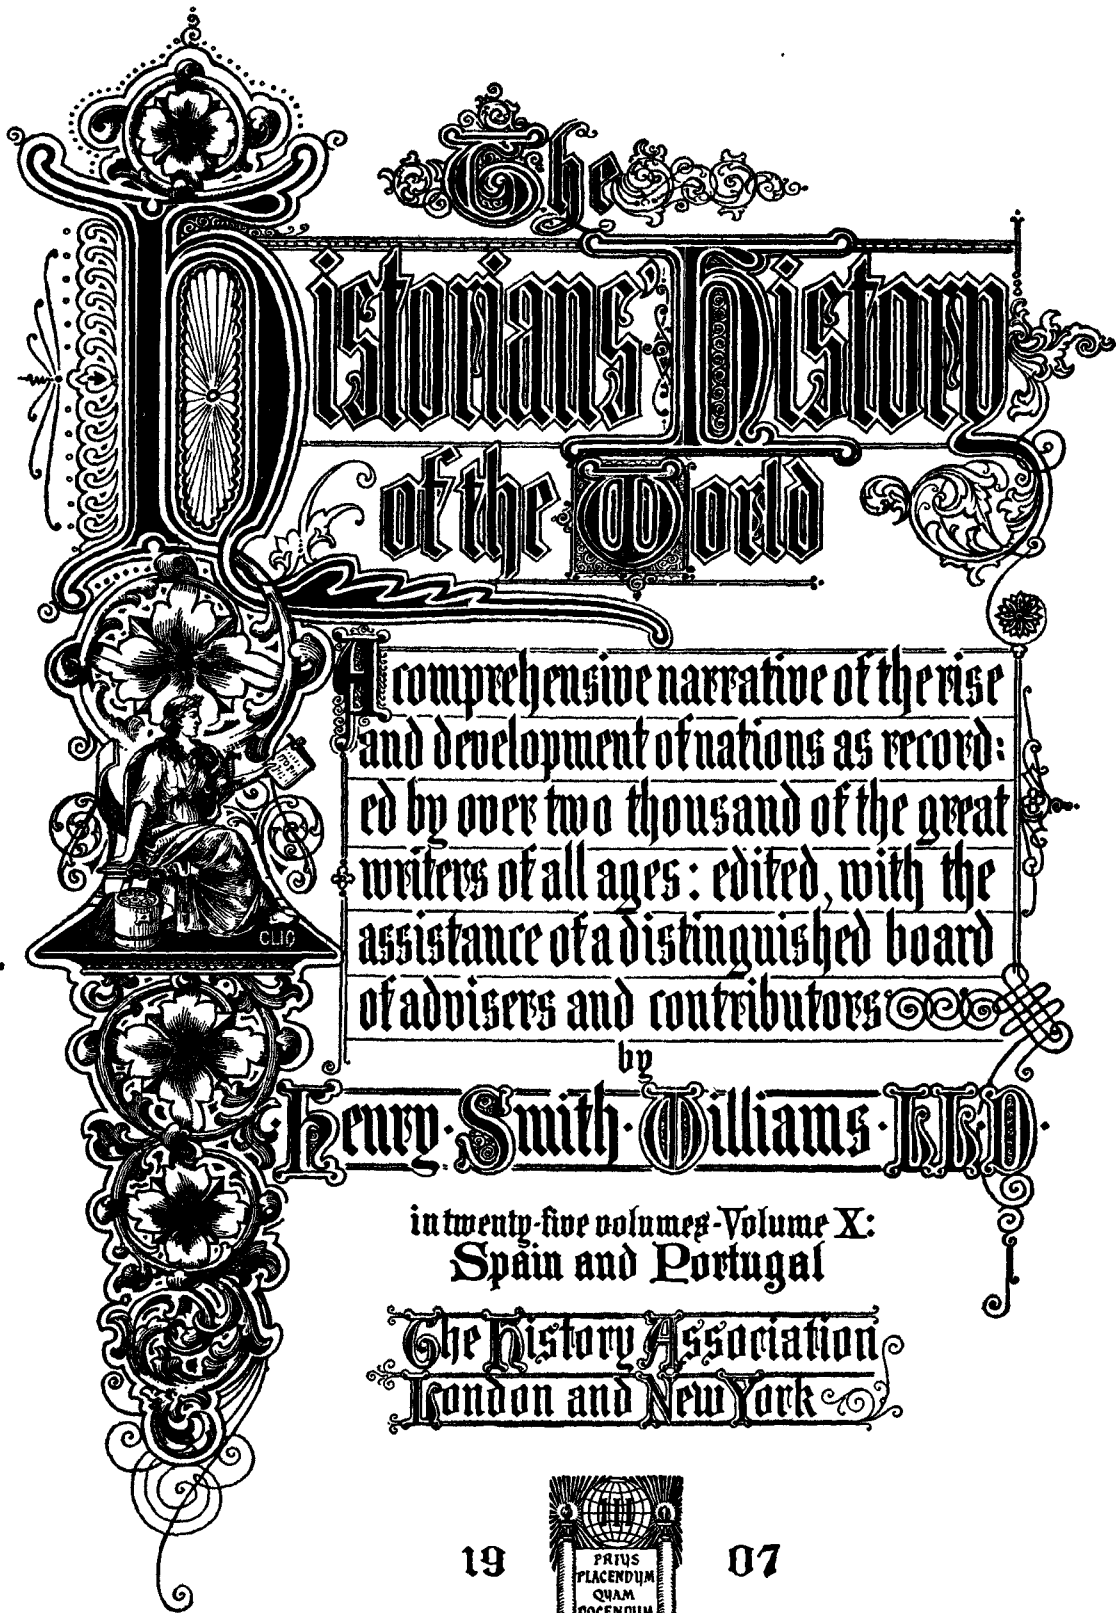 The
Historians' History
of the World
A comprehensive narrative of the rise
and development of nations as record:
ed by over two thousand of the great
writers of all ages: edited, with the
assistance of a distinguished board
of advisers and contributors
by
Henry·Smith·Williams·LL.D·
in twenty-five volumes-Volume X:
Spain and Portugal
The History Association
London and New York
CLIO
19 07
PRIUS
PLACENDUM
QUAM
DOCENDUM